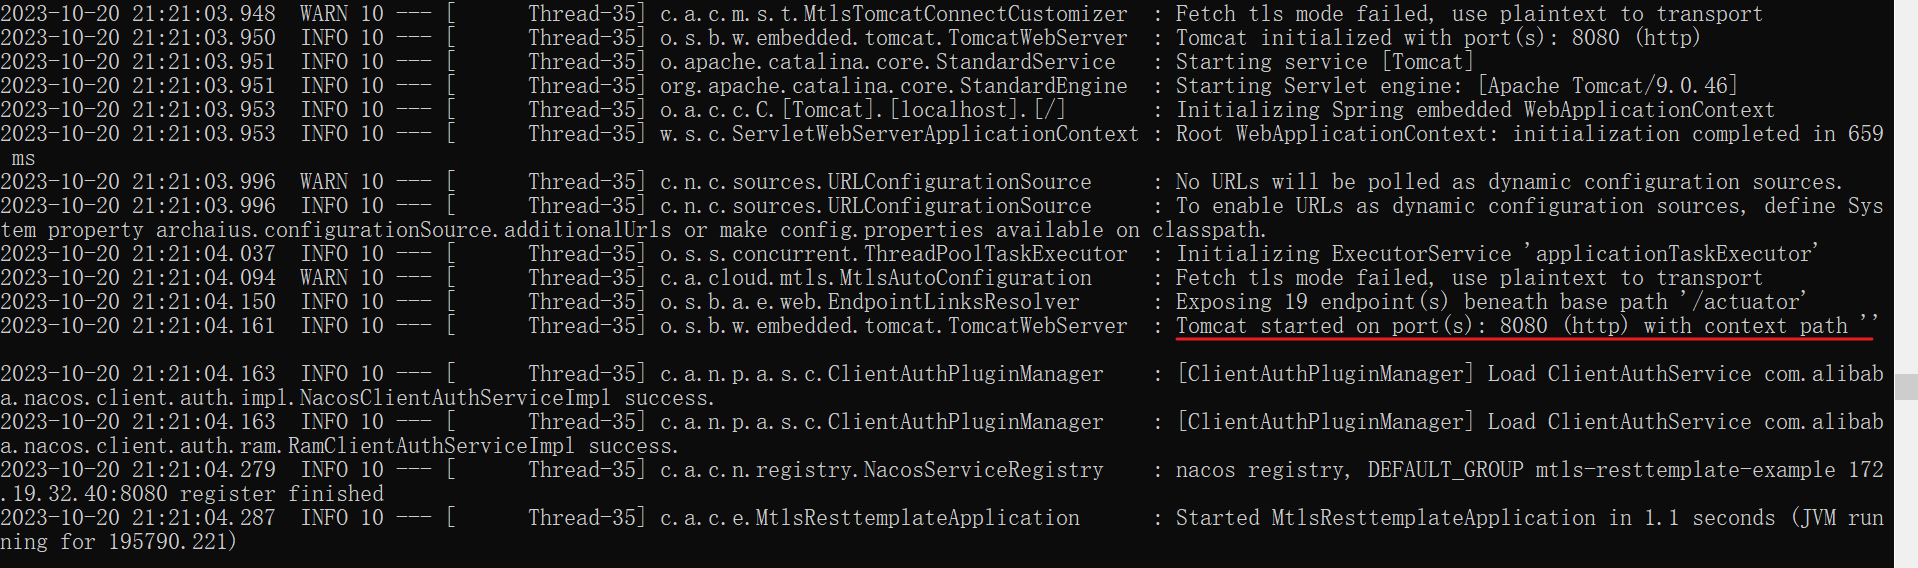 2023-10-20 21:21:03.948  WARN 10 --- [      Thread-35] c.a.c.m.s.t.MtlsTomcatConnectCustomizer  : Fetch tls mode failed, use plaintext to transport
2023-10-20 21:21:03.950  INFO 10 --- [      Thread-35] o.s.b.w.embedded.tomcat.TomcatWebServer  : Tomcat initialized with port(s): 8080 (http)
2023-10-20 21:21:03.951  INFO 10 --- [      Thread-35] o.apache.catalina.core.StandardService   : Starting service [Tomcat]
2023-10-20 21:21:03.951  INFO 10 --- [      Thread-35] org.apache.catalina.core.StandardEngine  : Starting Servlet engine: [Apache Tomcat/9.0.46]
2023-10-20 21:21:03.953  INFO 10 --- [      Thread-35] o.a.c.c.C.[Tomcat].[localhost].[/]       : Initializing Spring embedded WebApplicationContext
2023-10-20 21:21:03.953  INFO 10 --- [      Thread-35] w.s.c.ServletWebServerApplicationContext : Root WebApplicationContext: initialization completed in 659
 ms
2023-10-20 21:21:03.996  WARN 10 --- [      Thread-35] c.n.c.sources.URLConfigurationSource     : No URLs will be polled as dynamic configuration sources.
2023-10-20 21:21:03.996  INFO 10 --- [      Thread-35] c.n.c.sources.URLConfigurationSource     : To enable URLs as dynamic configuration sources, define Sys
tem property archaius.configurationSource.additionalUrls or make config.properties available on classpath.
2023-10-20 21:21:04.037  INFO 10 --- [      Thread-35] o.s.s.concurrent.ThreadPoolTaskExecutor  : Initializing ExecutorService 'applicationTaskExecutor'
2023-10-20 21:21:04.094  WARN 10 --- [      Thread-35] c.a.cloud.mtls.MtlsAutoConfiguration     : Fetch tls mode failed, use plaintext to transport
2023-10-20 21:21:04.150  INFO 10 --- [      Thread-35] o.s.b.a.e.web.EndpointLinksResolver      : Exposing 19 endpoint(s) beneath base path '/actuator'
2023-10-20 21:21:04.161  INFO 10 --- [      Thread-35] o.s.b.w.embedded.tomcat.TomcatWebServer  : Tomcat started on port(s): 8080 (http) with context path ''
2023-10-20 21:21:04.163  INFO 10 --- [      Thread-35] c.a.n.p.a.s.c.ClientAuthPluginManager    : [ClientAuthPluginManager] Load ClientAuthService com.alibab
a.nacos.client.auth.impl.NacosClientAuthServiceImpl success.
2023-10-20 21:21:04.163  INFO 10 --- [      Thread-35] c.a.n.p.a.s.c.ClientAuthPluginManager    : [ClientAuthPluginManager] Load ClientAuthService com.alibab
a.nacos.client.auth.ram.RamClientAuthServiceImpl success.
2023-10-20 21:21:04.279  INFO 10 --- [      Thread-35] c.a.c.n.registry.NacosServiceRegistry    : nacos registry, DEFAULT_GROUP mtls-resttemplate-example 172
.19.32.40:8080 register finished
2023-10-20 21:21:04.287  INFO 10 --- [      Thread-35] c.a.c.e.MtlsResttemplateApplication      : Started MtlsResttemplateApplication in 1.1 seconds (JVM run
ning for 195790.221)